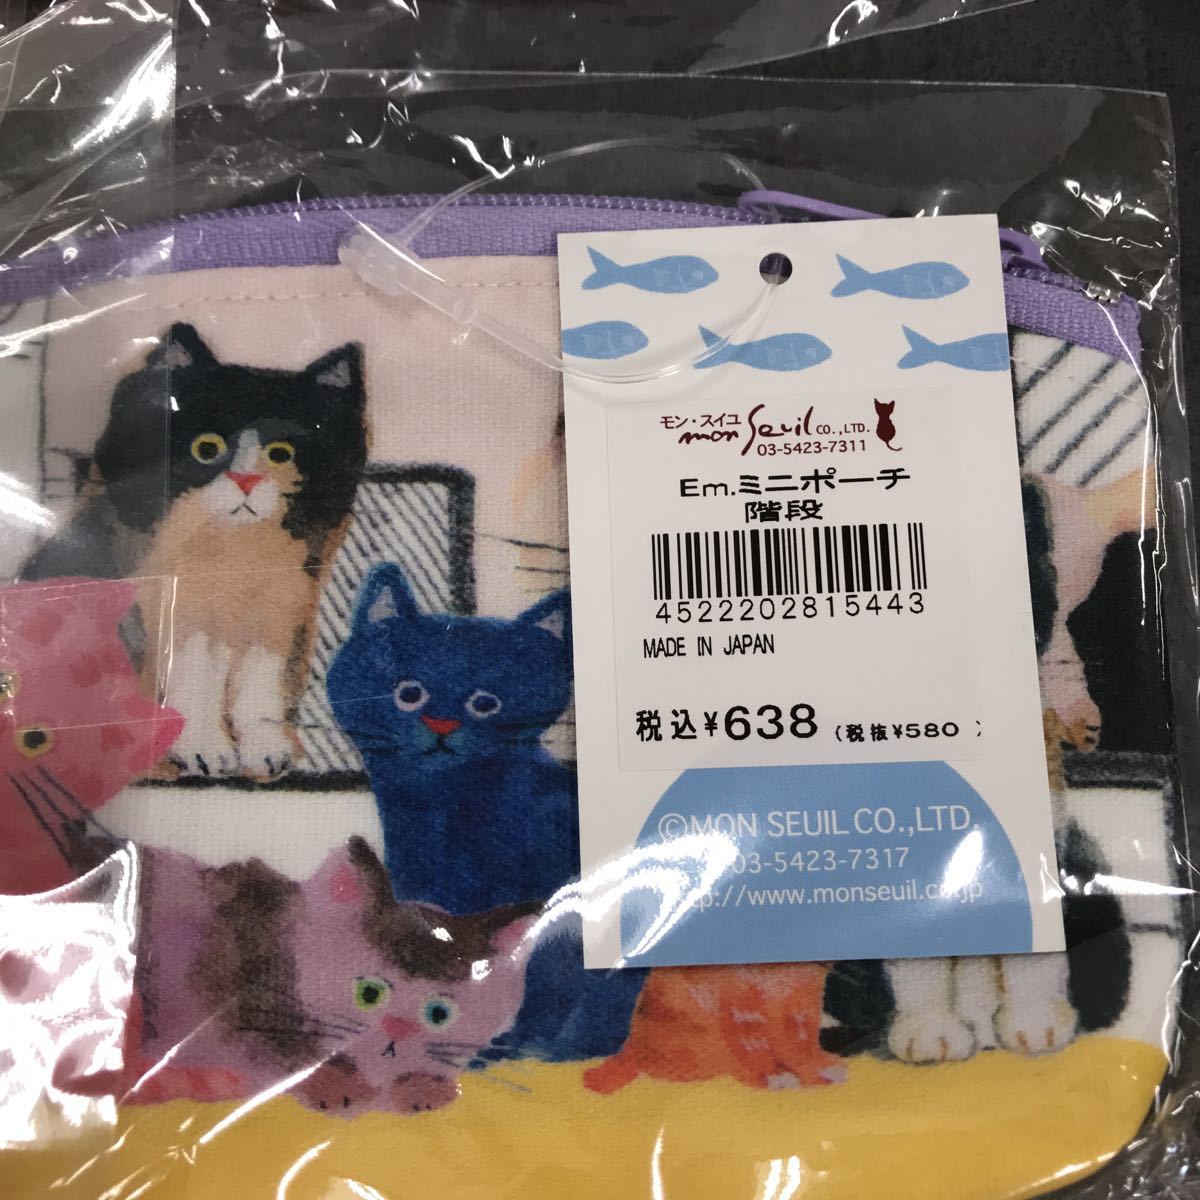 モン・スイユ
mon Seuil CO.,LTD.
03-5423-7311
Em.ミニポーチ
階段
4522202815443
MADE IN JAPAN
税込¥638 (税抜¥580 )
©MON SEUIL CO.,LTD.
03-5423-7317
http://www.monseuil.co.jp